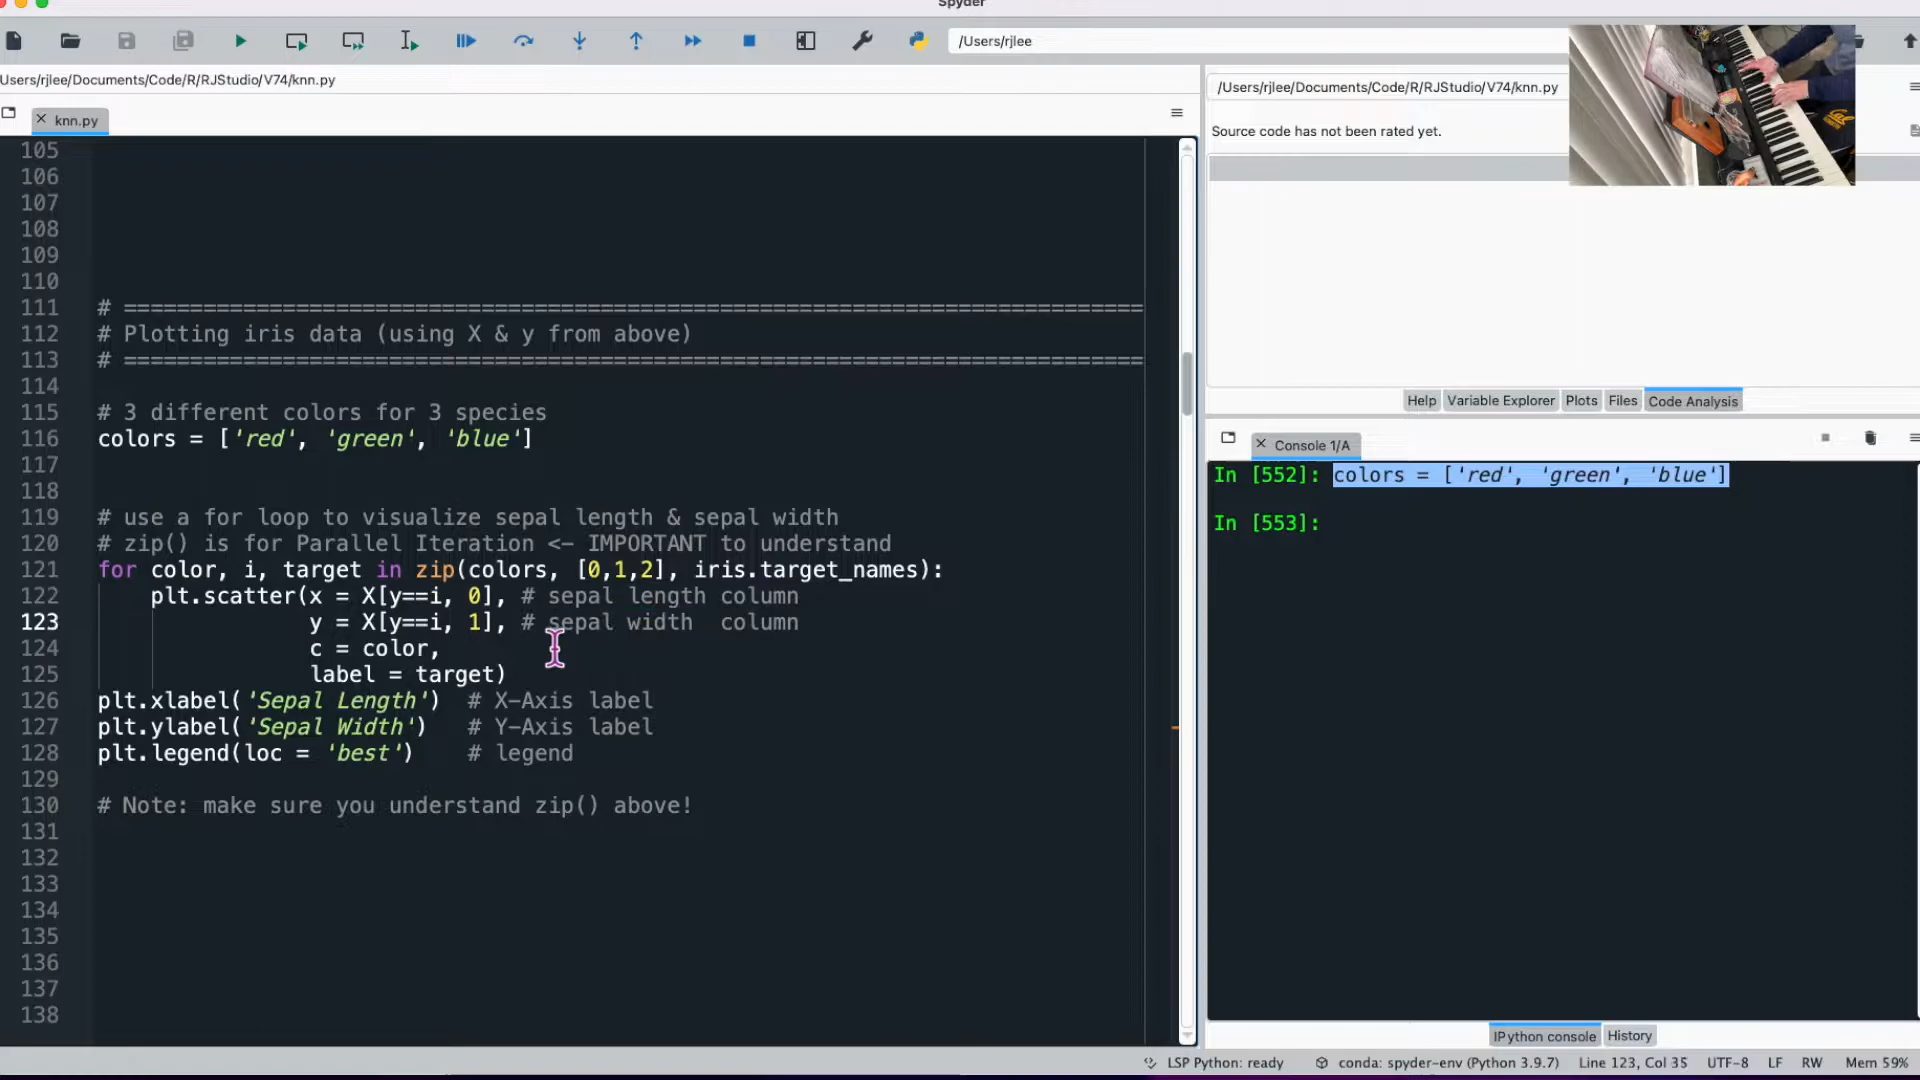 Spyder
/Users/rjlee
Users/rjlee/Documents/Code/R/RJStudio/V74/knn.py
knn.py
105
106
107
108
109
110
111 # =============================================================================
112 # Plotting iris data (using X & y from above)
113 # =============================================================================
114
115 # 3 different colors for 3 species
116 colors = ['red', 'green', 'blue']
117
118
119 # use a for loop to visualize sepal length & sepal width
120 # zip() is for Parallel Iteration <- IMPORTANT to understand
121 for color, i, target in zip(colors, [0,1,2], iris.target_names):
122     plt.scatter(x = X[y==i, 0], # sepal length column
123                 y = X[y==i, 1], # sepal width  column
124                 c = color,
125                 label = target)
126 plt.xlabel('Sepal Length')  # X-Axis label
127 plt.ylabel('Sepal Width')   # Y-Axis label
128 plt.legend(loc = 'best')    # legend
129
130 # Note: make sure you understand zip() above!
131
132
133
134
135
136
137
138
/Users/rjlee/Documents/Code/R/RJStudio/V74/knn.py
Source code has not been rated yet.
Help Variable Explorer Plots Files Code Analysis
Console 1/A
In [552]: colors = ['red', 'green', 'blue']
In [553]:
IPython console History
LSP Python: ready conda: spyder-env (Python 3.9.7) Line 123, Col 35 UTF-8 LF RW Mem 59%